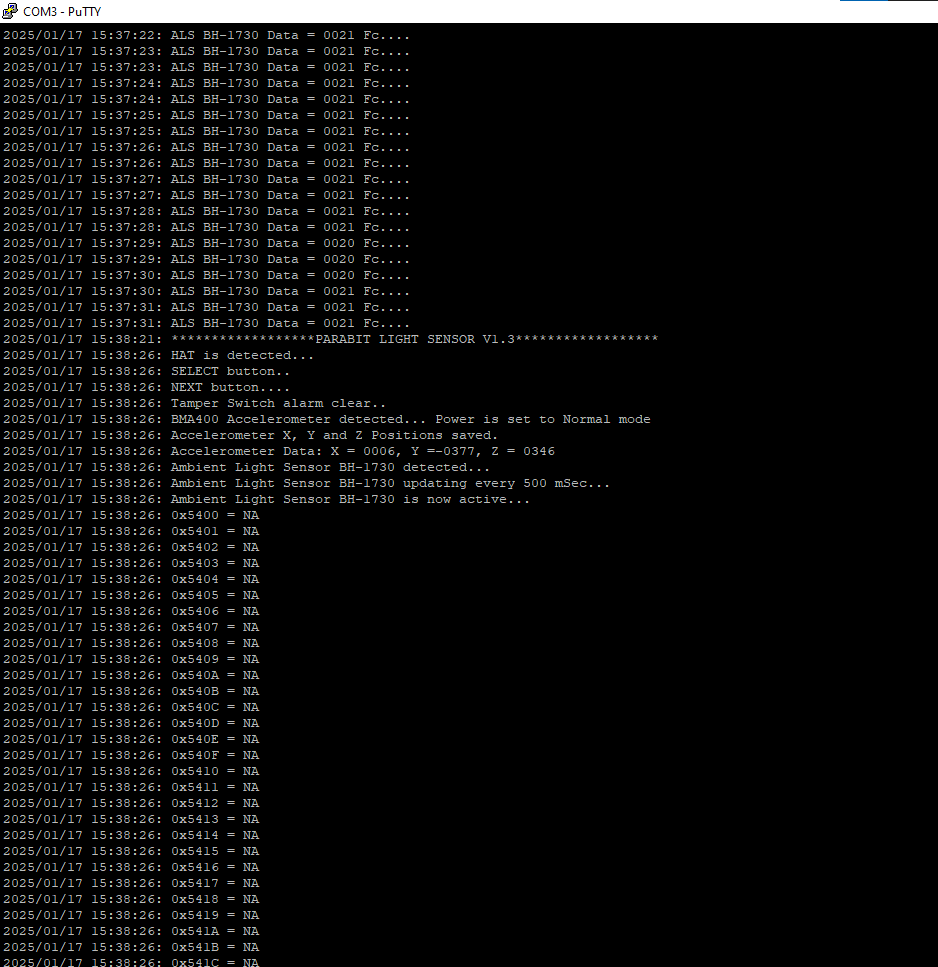 COM3 - PuTTY
2025/01/17 15:37:22: ALS BH-1730 Data = 0021 Fc....
2025/01/17 15:37:23: ALS BH-1730 Data = 0021 Fc....
2025/01/17 15:37:23: ALS BH-1730 Data = 0021 Fc....
2025/01/17 15:37:24: ALS BH-1730 Data = 0021 Fc....
2025/01/17 15:37:24: ALS BH-1730 Data = 0021 Fc....
2025/01/17 15:37:25: ALS BH-1730 Data = 0021 Fc....
2025/01/17 15:37:25: ALS BH-1730 Data = 0021 Fc....
2025/01/17 15:37:26: ALS BH-1730 Data = 0021 Fc....
2025/01/17 15:37:26: ALS BH-1730 Data = 0021 Fc....
2025/01/17 15:37:27: ALS BH-1730 Data = 0021 Fc....
2025/01/17 15:37:27: ALS BH-1730 Data = 0021 Fc....
2025/01/17 15:37:28: ALS BH-1730 Data = 0021 Fc....
2025/01/17 15:37:28: ALS BH-1730 Data = 0021 Fc....
2025/01/17 15:37:29: ALS BH-1730 Data = 0020 Fc....
2025/01/17 15:37:29: ALS BH-1730 Data = 0020 Fc....
2025/01/17 15:37:30: ALS BH-1730 Data = 0020 Fc....
2025/01/17 15:37:30: ALS BH-1730 Data = 0021 Fc....
2025/01/17 15:37:31: ALS BH-1730 Data = 0021 Fc....
2025/01/17 15:37:31: ALS BH-1730 Data = 0021 Fc....
2025/01/17 15:38:21: ******************PARABIT LIGHT SENSOR V1.3******************
2025/01/17 15:38:26: HAT is detected...
2025/01/17 15:38:26: SELECT button..
2025/01/17 15:38:26: NEXT button....
2025/01/17 15:38:26: Tamper Switch alarm clear..
2025/01/17 15:38:26: BMA400 Accelerometer detected... Power is set to Normal mode
2025/01/17 15:38:26: Accelerometer X, Y and Z Positions saved.
2025/01/17 15:38:26: Accelerometer Data: X = 0006, Y =-0377, Z = 0346
2025/01/17 15:38:26: Ambient Light Sensor BH-1730 detected...
2025/01/17 15:38:26: Ambient Light Sensor BH-1730 updating every 500 mSec...
2025/01/17 15:38:26: Ambient Light Sensor BH-1730 is now active...
2025/01/17 15:38:26: 0x5400 = NA
2025/01/17 15:38:26: 0x5401 = NA
2025/01/17 15:38:26: 0x5402 = NA
2025/01/17 15:38:26: 0x5403 = NA
2025/01/17 15:38:26: 0x5404 = NA
2025/01/17 15:38:26: 0x5405 = NA
2025/01/17 15:38:26: 0x5406 = NA
2025/01/17 15:38:26: 0x5407 = NA
2025/01/17 15:38:26: 0x5408 = NA
2025/01/17 15:38:26: 0x5409 = NA
2025/01/17 15:38:26: 0x540A = NA
2025/01/17 15:38:26: 0x540B = NA
2025/01/17 15:38:26: 0x540C = NA
2025/01/17 15:38:26: 0x540D = NA
2025/01/17 15:38:26: 0x540E = NA
2025/01/17 15:38:26: 0x540F = NA
2025/01/17 15:38:26: 0x5410 = NA
2025/01/17 15:38:26: 0x5411 = NA
2025/01/17 15:38:26: 0x5412 = NA
2025/01/17 15:38:26: 0x5413 = NA
2025/01/17 15:38:26: 0x5414 = NA
2025/01/17 15:38:26: 0x5415 = NA
2025/01/17 15:38:26: 0x5416 = NA
2025/01/17 15:38:26: 0x5417 = NA
2025/01/17 15:38:26: 0x5418 = NA
2025/01/17 15:38:26: 0x5419 = NA
2025/01/17 15:38:26: 0x541A = NA
2025/01/17 15:38:26: 0x541B = NA
2025/01/17 15:38:26: 0x541C = NA